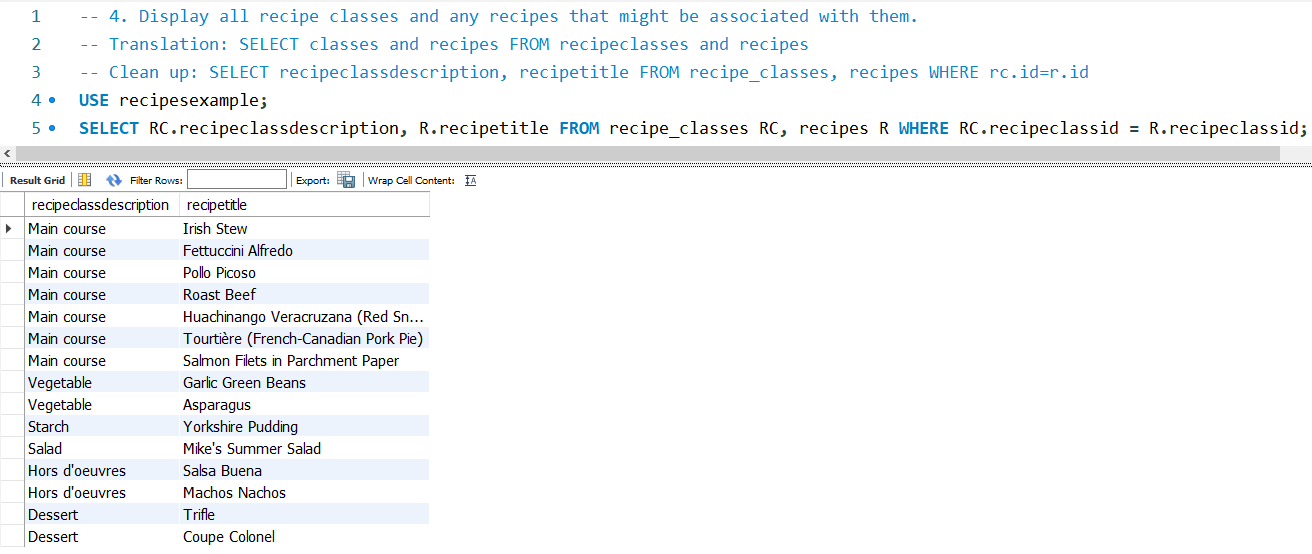 1 -- 4. Display all recipe classes and any recipes that might be associated with them.
2 -- Translation: SELECT classes and recipes FROM recipeclasses and recipes
3 -- Clean up: SELECT recipeclassdescription, recipetitle FROM recipe_classes, recipes WHERE rc.id=r.id
4 USE recipesexample;
5 SELECT RC.recipeclassdescription, R.recipetitle FROM recipe_classes RC, recipes R WHERE RC.recipeclassid = R.recipeclassid;
Result Grid Filter Rows: Export: Wrap Cell Content:
recipeclassdescription recipetitle
Main course Irish Stew
Main course Fettuccini Alfredo
Main course Pollo Picoso
Main course Roast Beef
Main course Huachinango Veracruzana (Red Sn...
Main course Tourtière (French-Canadian Pork Pie)
Main course Salmon Filets in Parchment Paper
Vegetable Garlic Green Beans
Vegetable Asparagus
Starch Yorkshire Pudding
Salad Mike's Summer Salad
Hors d'oeuvres Salsa Buena
Hors d'oeuvres Machos Nachos
Dessert Trifle
Dessert Coupe Colonel